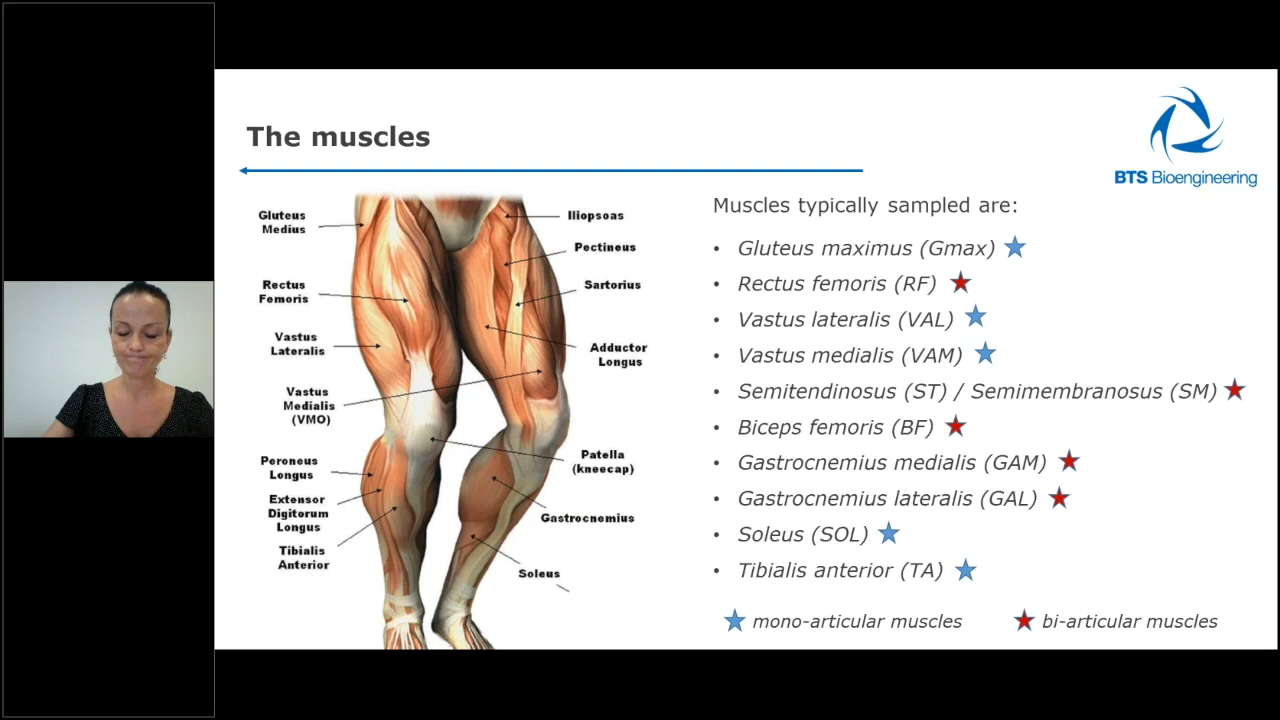 The muscles
BTS Bioengineering
Gluteus
Medius
Rectus
Femoris
Vastus
Lateralis
Vastus
Medialis
(VMO)
Peroneus
Longus
Extensor
Digitorum
Longus
Tibialis
Anterior
Iliopsoas
Pectineus
Sartorius
Adductor
Longus
Patella
(kneecap)
Gastrocnemius
Soleus
Muscles typically sampled are:
• Gluteus maximus (Gmax)
• Rectus femoris (RF)
• Vastus lateralis (VAL)
• Vastus medialis (VAM)
• Semitendinosus (ST) / Semimembranosus (SM)
• Biceps femoris (BF)
• Gastrocnemius medialis (GAM)
• Gastrocnemius lateralis (GAL)
• Soleus (SOL)
• Tibialis anterior (TA)
mono-articular muscles
bi-articular muscles